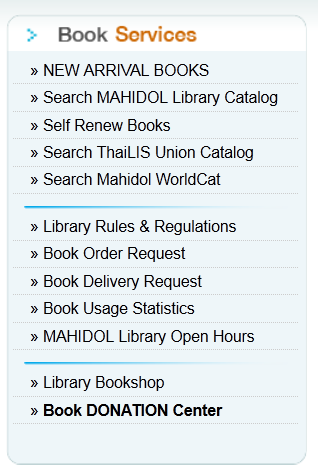 Book Services
» NEW ARRIVAL BOOKS
» Search MAHIDOL Library Catalog
» Self Renew Books
» Search ThaiLIS Union Catalog
» Search Mahidol WorldCat
» Library Rules & Regulations
» Book Order Request
» Book Delivery Request
» Book Usage Statistics
» MAHIDOL Library Open Hours
» Library Bookshop
» Book DONATION Center